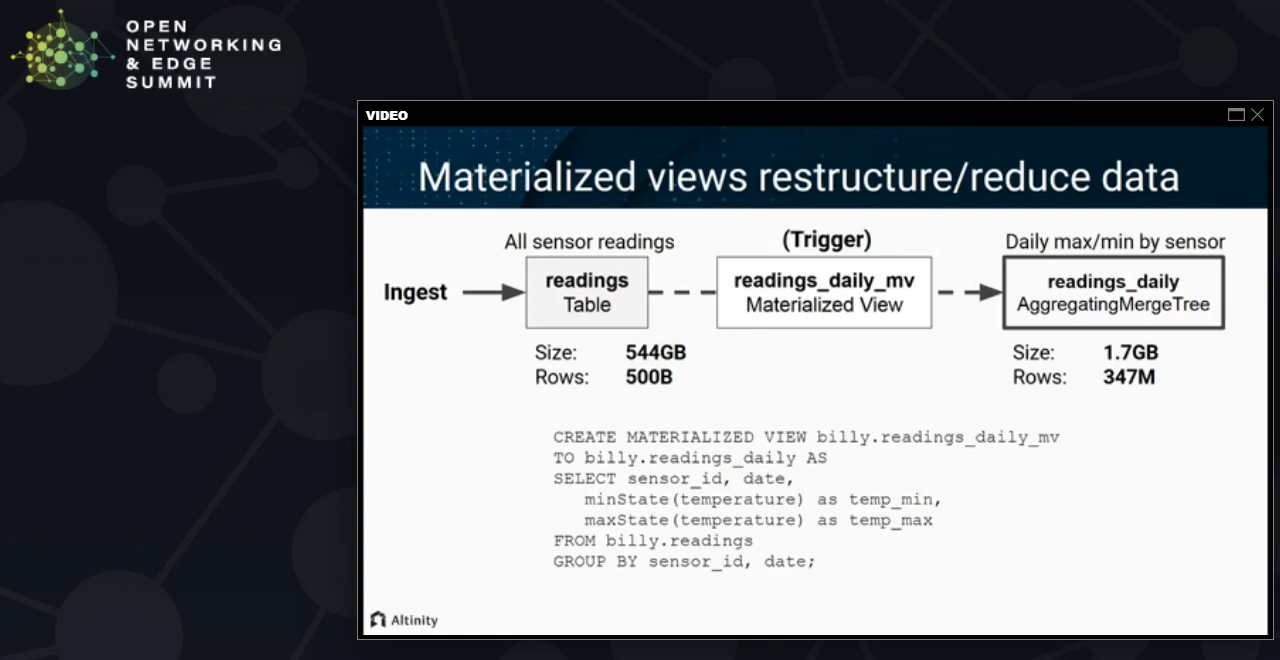 OPEN
NETWORKING
& EDGE
SUMMIT
VIDEO
Materialized views restructure/reduce data
All sensor readings
(Trigger)
Daily max/min by sensor
Ingest
readings
Table
readings_daily_mv
Materialized View
readings_daily
AggregatingMergeTree
Size: 544GB
Rows: 500B
Size: 1.7GB
Rows: 347M
CREATE MATERIALIZED VIEW billy.readings_daily_mv
TO billy.readings_daily AS
SELECT sensor_id, date,
minState(temperature) as temp_min,
maxState(temperature) as temp_max
FROM billy.readings
GROUP BY sensor_id, date;
Altinity